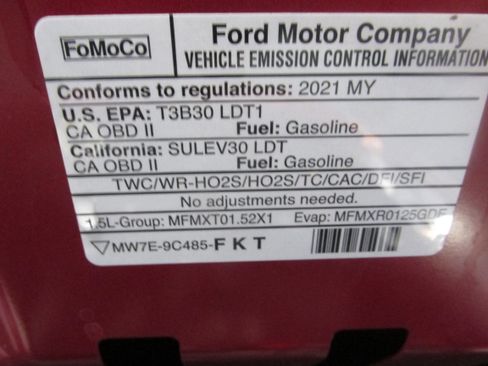 FoMoCo
Ford Motor Company
VEHICLE EMISSION CONTROL INFORMATION
Conforms to regulations: 2021 MY
U.S. EPA: T3B30 LDT1
CA OBD II Fuel: Gasoline
California: SULEV30 LDT
CA OBD II Fuel: Gasoline
TWC/WR-HO2S/HO2S/TC/CAC/DFI/SFI
No adjustments needed.
1.5L-Group: MFMXT01.52X1 Evap: MFMXR0125GDF
MW7E-9C485-F K T